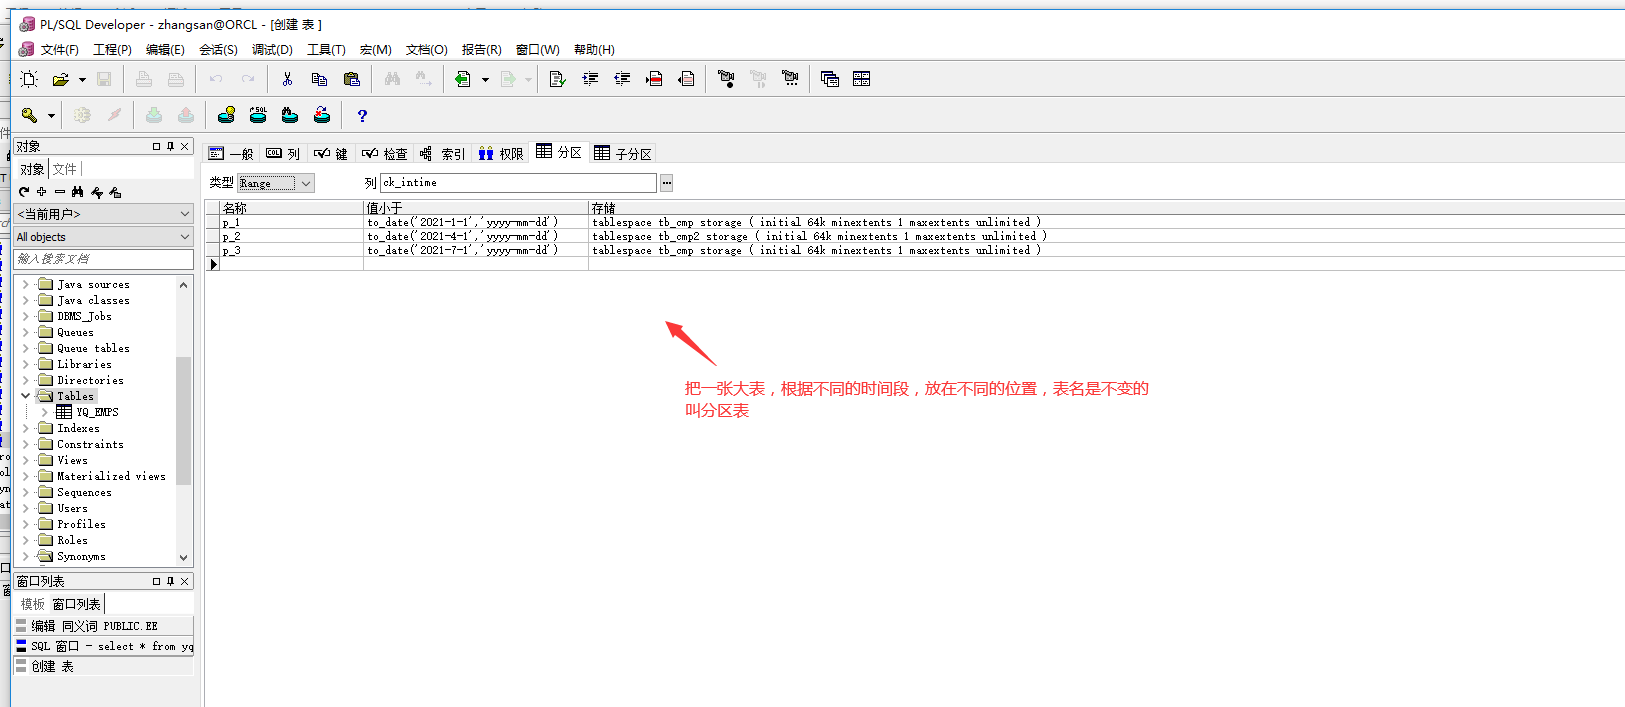 PL/SQL Developer - zhangsan@ORCL - [创建 表 ]
文件(F) 工程(P) 编辑(E) 会话(S) 调试(D) 工具(T) 宏(M) 文档(O) 报告(R) 窗口(W) 帮助(H)
对象
对象 文件
<当前用户>
All objects
输入搜索文档
Java sources
Java classes
DBMS_Jobs
Queues
Queue tables
Libraries
Directories
Tables
YQ_EMPS
Indexes
Constraints
Views
Materialized views
Sequences
Users
Profiles
Roles
Synonyms
窗口列表
模板 窗口列表
编辑 同义词 PUBLIC.EE
SQL 窗口 - select * from yq
创建 表
一般 列 键 检查 索引 权限 分区 子分区
类型 Range 列 ck_intime
名称 值小于 存储
p_1 to_date('2021-1-1','yyyy-mm-dd') tablespace tb_cmp storage ( initial 64k minextents 1 maxextents unlimited )
p_2 to_date('2021-4-1','yyyy-mm-dd') tablespace tb_cmp2 storage ( initial 64k minextents 1 maxextents unlimited )
p_3 to_date('2021-7-1','yyyy-mm-dd') tablespace tb_cmp storage ( initial 64k minextents 1 maxextents unlimited )
把一张大表，根据不同的时间段，放在不同的位置，表名是不变的
叫分区表